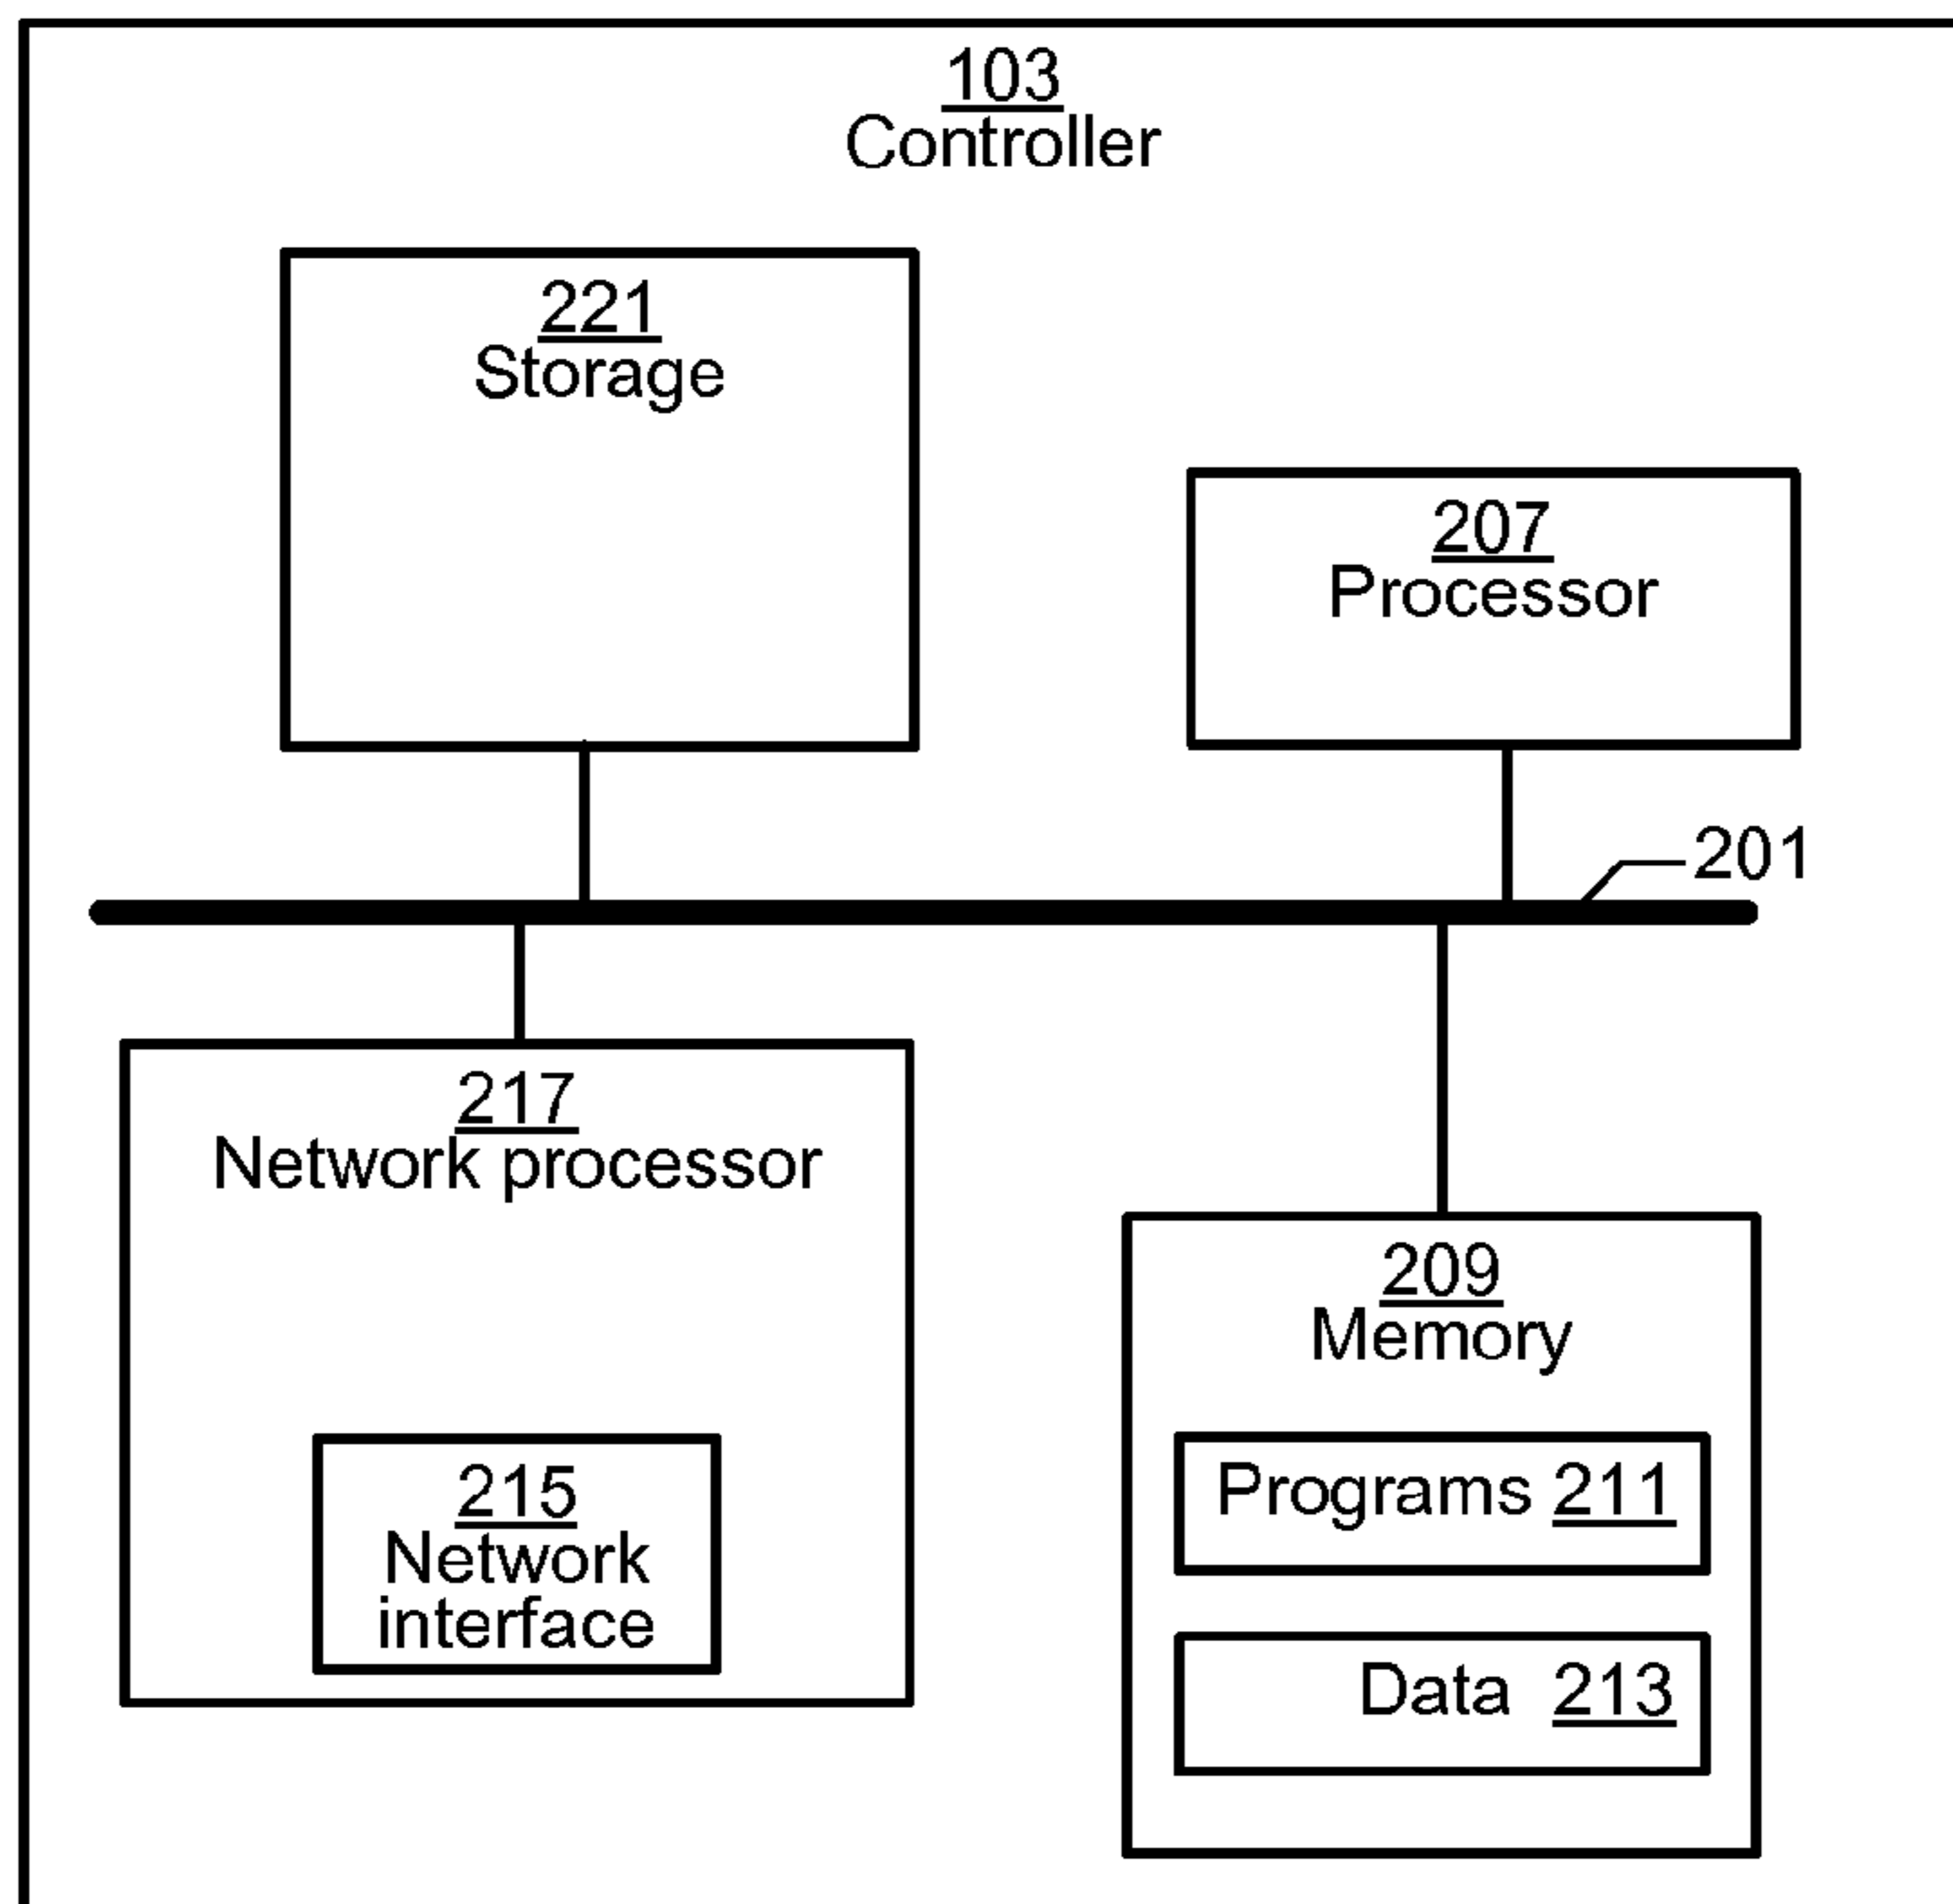 103
Controller
221
Storage
207
Processor
201
217
Network processor
209
Memory
215
Network
interface
Programs 211
Data 213